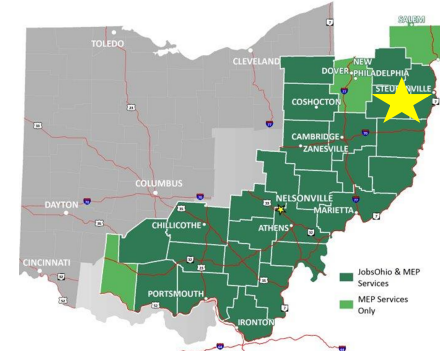 SALEM
TOLEDO
CLEVELAND
NEW
DOVER
PHILADELPHIA
STEUBENVILLE
COSHOCTON
CAMBRIDGE
ZANESVILLE
COLUMBUS
DAYTON
NELSONVILLE
MARIETTA
CHILLICOTHE
ATHENS
CINCINNATI
JobsOhio & MEP
Services
PORTSMOUTH
MEP Services
Only
IRONTON